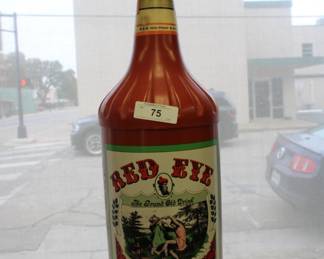 75
RED EYE
The Grand Old Drink